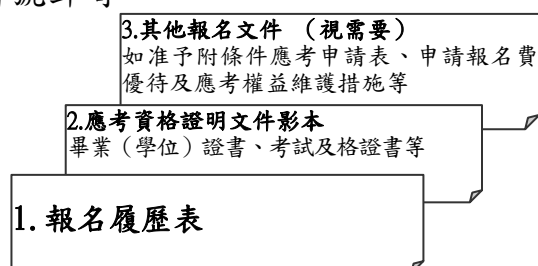 3.其他報名文件 （視需要）
如准予附條件應考申請表、申請報名費
優待及應考權益維護措施等
2.應考資格證明文件影本
畢業（學位）證書、考試及格證書等
1.報名履歷表